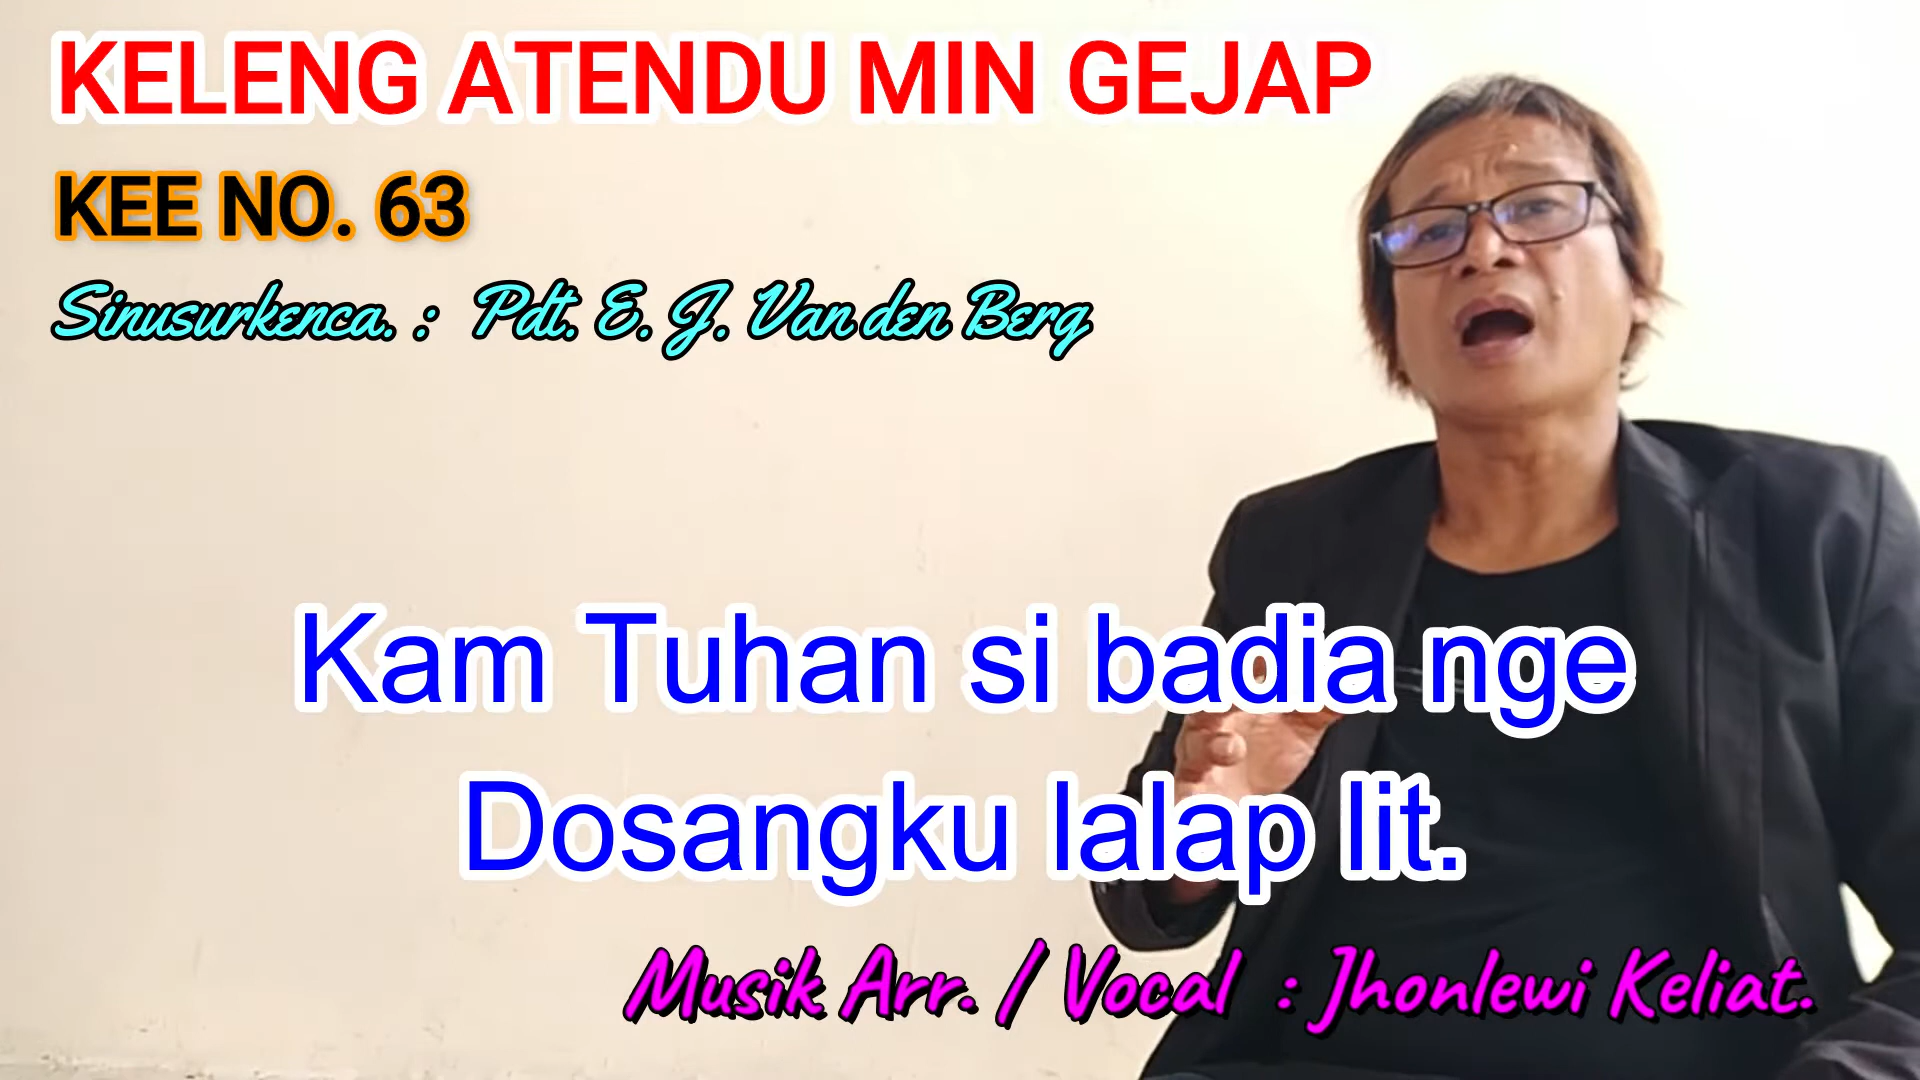 KELENG ATENDU MIN GEJAP
KEE NO. 63
Sinusurkenca. : Pdt. E. J. Van den Berg
Kam Tuhan si badia nge
Dosangku lalap lit.
Musik Arr. / Vocal : Jhonlewi Keliat.